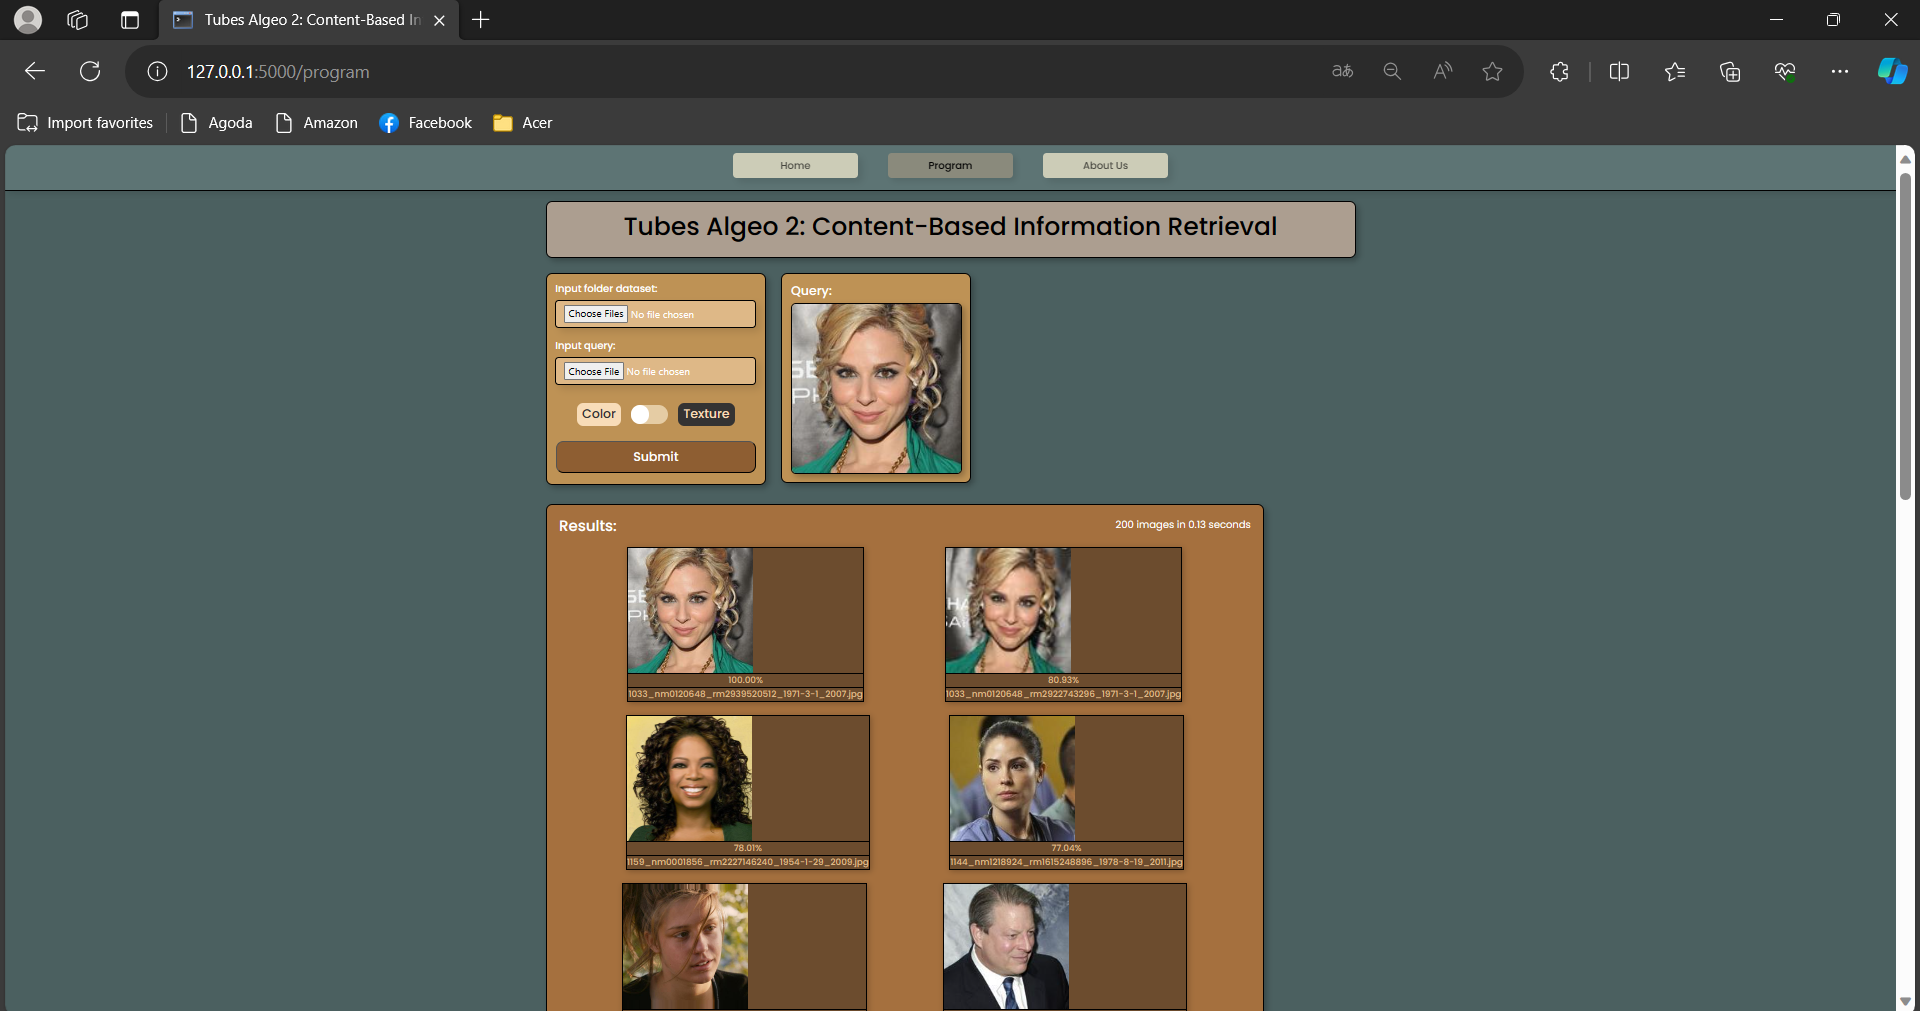 Tubes Algeo 2: Content-Based In
127.0.0.1:5000/program
Import favorites
Agoda
Amazon
Facebook
Acer
Home
Program
About Us
Tubes Algeo 2: Content-Based Information Retrieval
Input folder dataset:
Choose Files No file chosen
Input query:
Choose File No file chosen
Color
Texture
Submit
Query:
Results:
200 images in 0.13 seconds
100.00%
80.93%
1033_nm0120648_rm2939520512_1971-3-1_2007.jpg
1033_nm0120648_rm2922743296_1971-3-1_2007.jpg
78.01%
77.04%
1159_nm0001856_rm2227146240_1954-1-29_2009.jpg
1144_nm1218924_rm1615248896_1978-8-19_2011.jpg